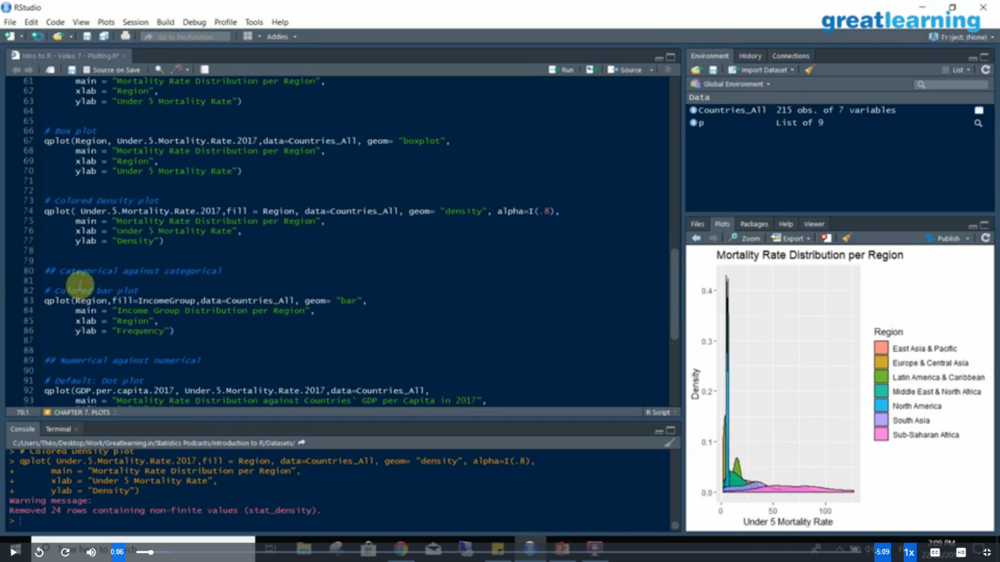 RStudio
greatlearning
File Edit Code View Plots Session Build Debug Profile Tools Help
Go to file/function Addins
Project: (None)
Intro to R - Video 7 - Plotting.R*
Source on Save Run Source
61 main = "Mortality Rate Distribution per Region",
62 xlab = "Region",
63 ylab = "Under 5 Mortality Rate")
64
65
66 # Box plot
67 qplot(Region, Under.5.Mortality.Rate.2017,data=Countries_All, geom= "boxplot",
68 main = "Mortality Rate Distribution per Region",
69 xlab = "Region",
70 ylab = "Under 5 Mortality Rate")
71
72
73 # Colored Density plot
74 qplot( Under.5.Mortality.Rate.2017,fill = Region, data=Countries_All, geom= "density", alpha=I(.8),
75 main = "Mortality Rate Distribution per Region",
76 xlab = "Under 5 Mortality Rate",
77 ylab = "Density")
78
79
80 ## Categorical against categorical
81
82 # Colored bar plot
83 qplot(Region,fill=IncomeGroup,data=Countries_All, geom= "bar",
84 main = "Income Group Distribution per Region",
85 xlab = "Region",
86 ylab = "Frequency")
87
88
89 ## Numerical against numerical
90
91 # Default: Dot plot
92 qplot(GDP.per.capita.2017, Under.5.Mortality.Rate.2017,data=Countries_All,
93 main = "Mortality Rate Distribution against Countries' GDP per Capita in 2017",
78:1 CHAPTER 7. PLOTS R Script
Console Terminal
C:/Users/Théo/Desktop/Work/Greatlearning.in/Statistics Podcasts/Introduction to R/Datasets/
> # Colored Density plot
> qplot( Under.5.Mortality.Rate.2017,fill = Region, data=Countries_All, geom= "density", alpha=I(.8),
+ main = "Mortality Rate Distribution per Region",
+ xlab = "Under 5 Mortality Rate",
+ ylab = "Density")
Warning message:
Removed 24 rows containing non-finite values (stat_density).
>
Environment History Connections
Import Dataset List
Global Environment
Data
Countries_All 215 obs. of 7 variables
p List of 9
Files Plots Packages Help Viewer
Zoom Export Publish
Mortality Rate Distribution per Region
0.4
0.3
0.2
0.1
0.0
Density
0 50 100
Under 5 Mortality Rate
Region
East Asia & Pacific
Europe & Central Asia
Latin America & Caribbean
Middle East & North Africa
North America
South Asia
Sub-Saharan Africa
0:06
2:09 PM
-5:09 1x CC HD